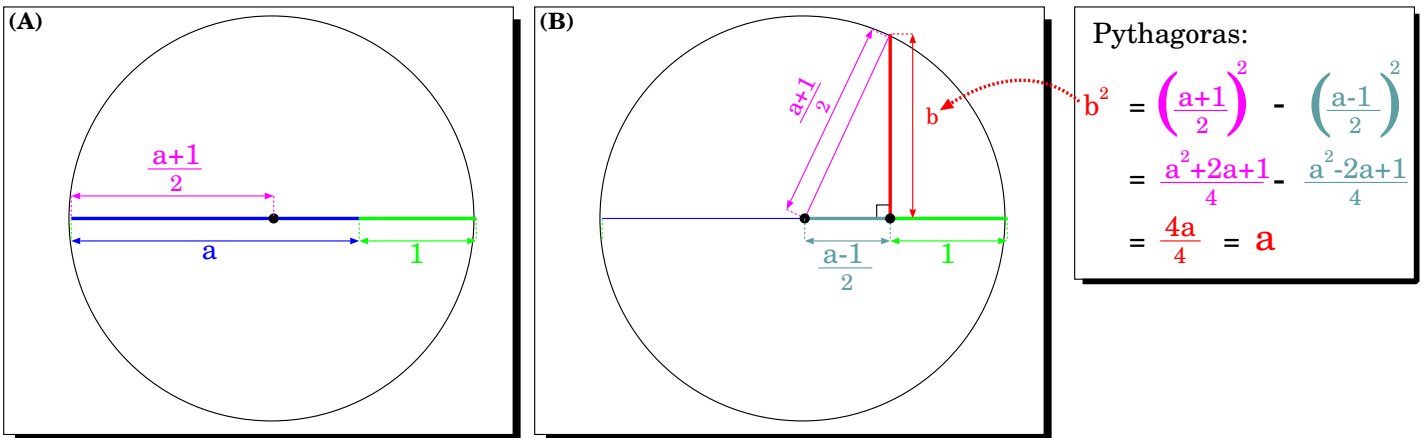 (A)
a+1
2
a
1
(B)
a+1
2
b
a-1
2
1
Pythagoras:
b² = (a+1/2)² - (a-1/2)²
= a²+2a+1/4 - a²-2a+1/4
= 4a/4 = a